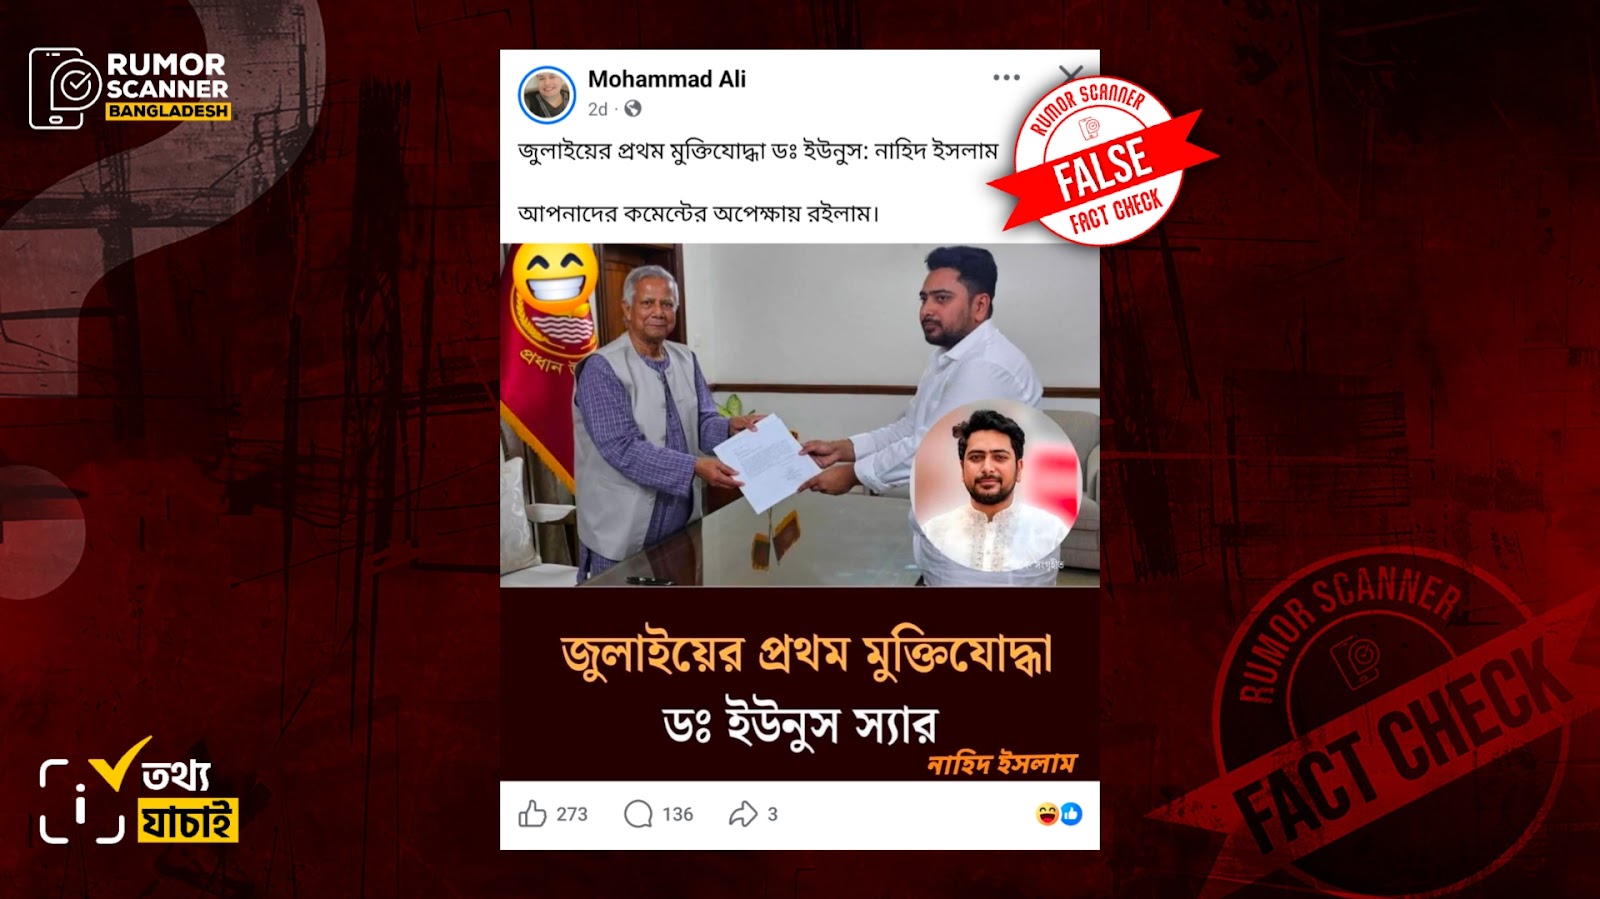 RUMOR
SCANNER
BANGLADESH
Mohammad Ali
2d
জুলাইয়ের প্রথম মুক্তিযোদ্ধা ডঃ ইউনুস: নাহিদ ইসলাম
আপনাদের কমেন্টের অপেক্ষায় রইলাম।
RUMOR SCANNER
FALSE
FACT CHECK
প্রধান
সংগৃহীত
জুলাইয়ের প্রথম মুক্তিযোদ্ধা
ডঃ ইউনুস স্যার
নাহিদ ইসলাম
273
136
3
তথ্য
যাচাই
RUMOR SCANNER
FACT CHECK